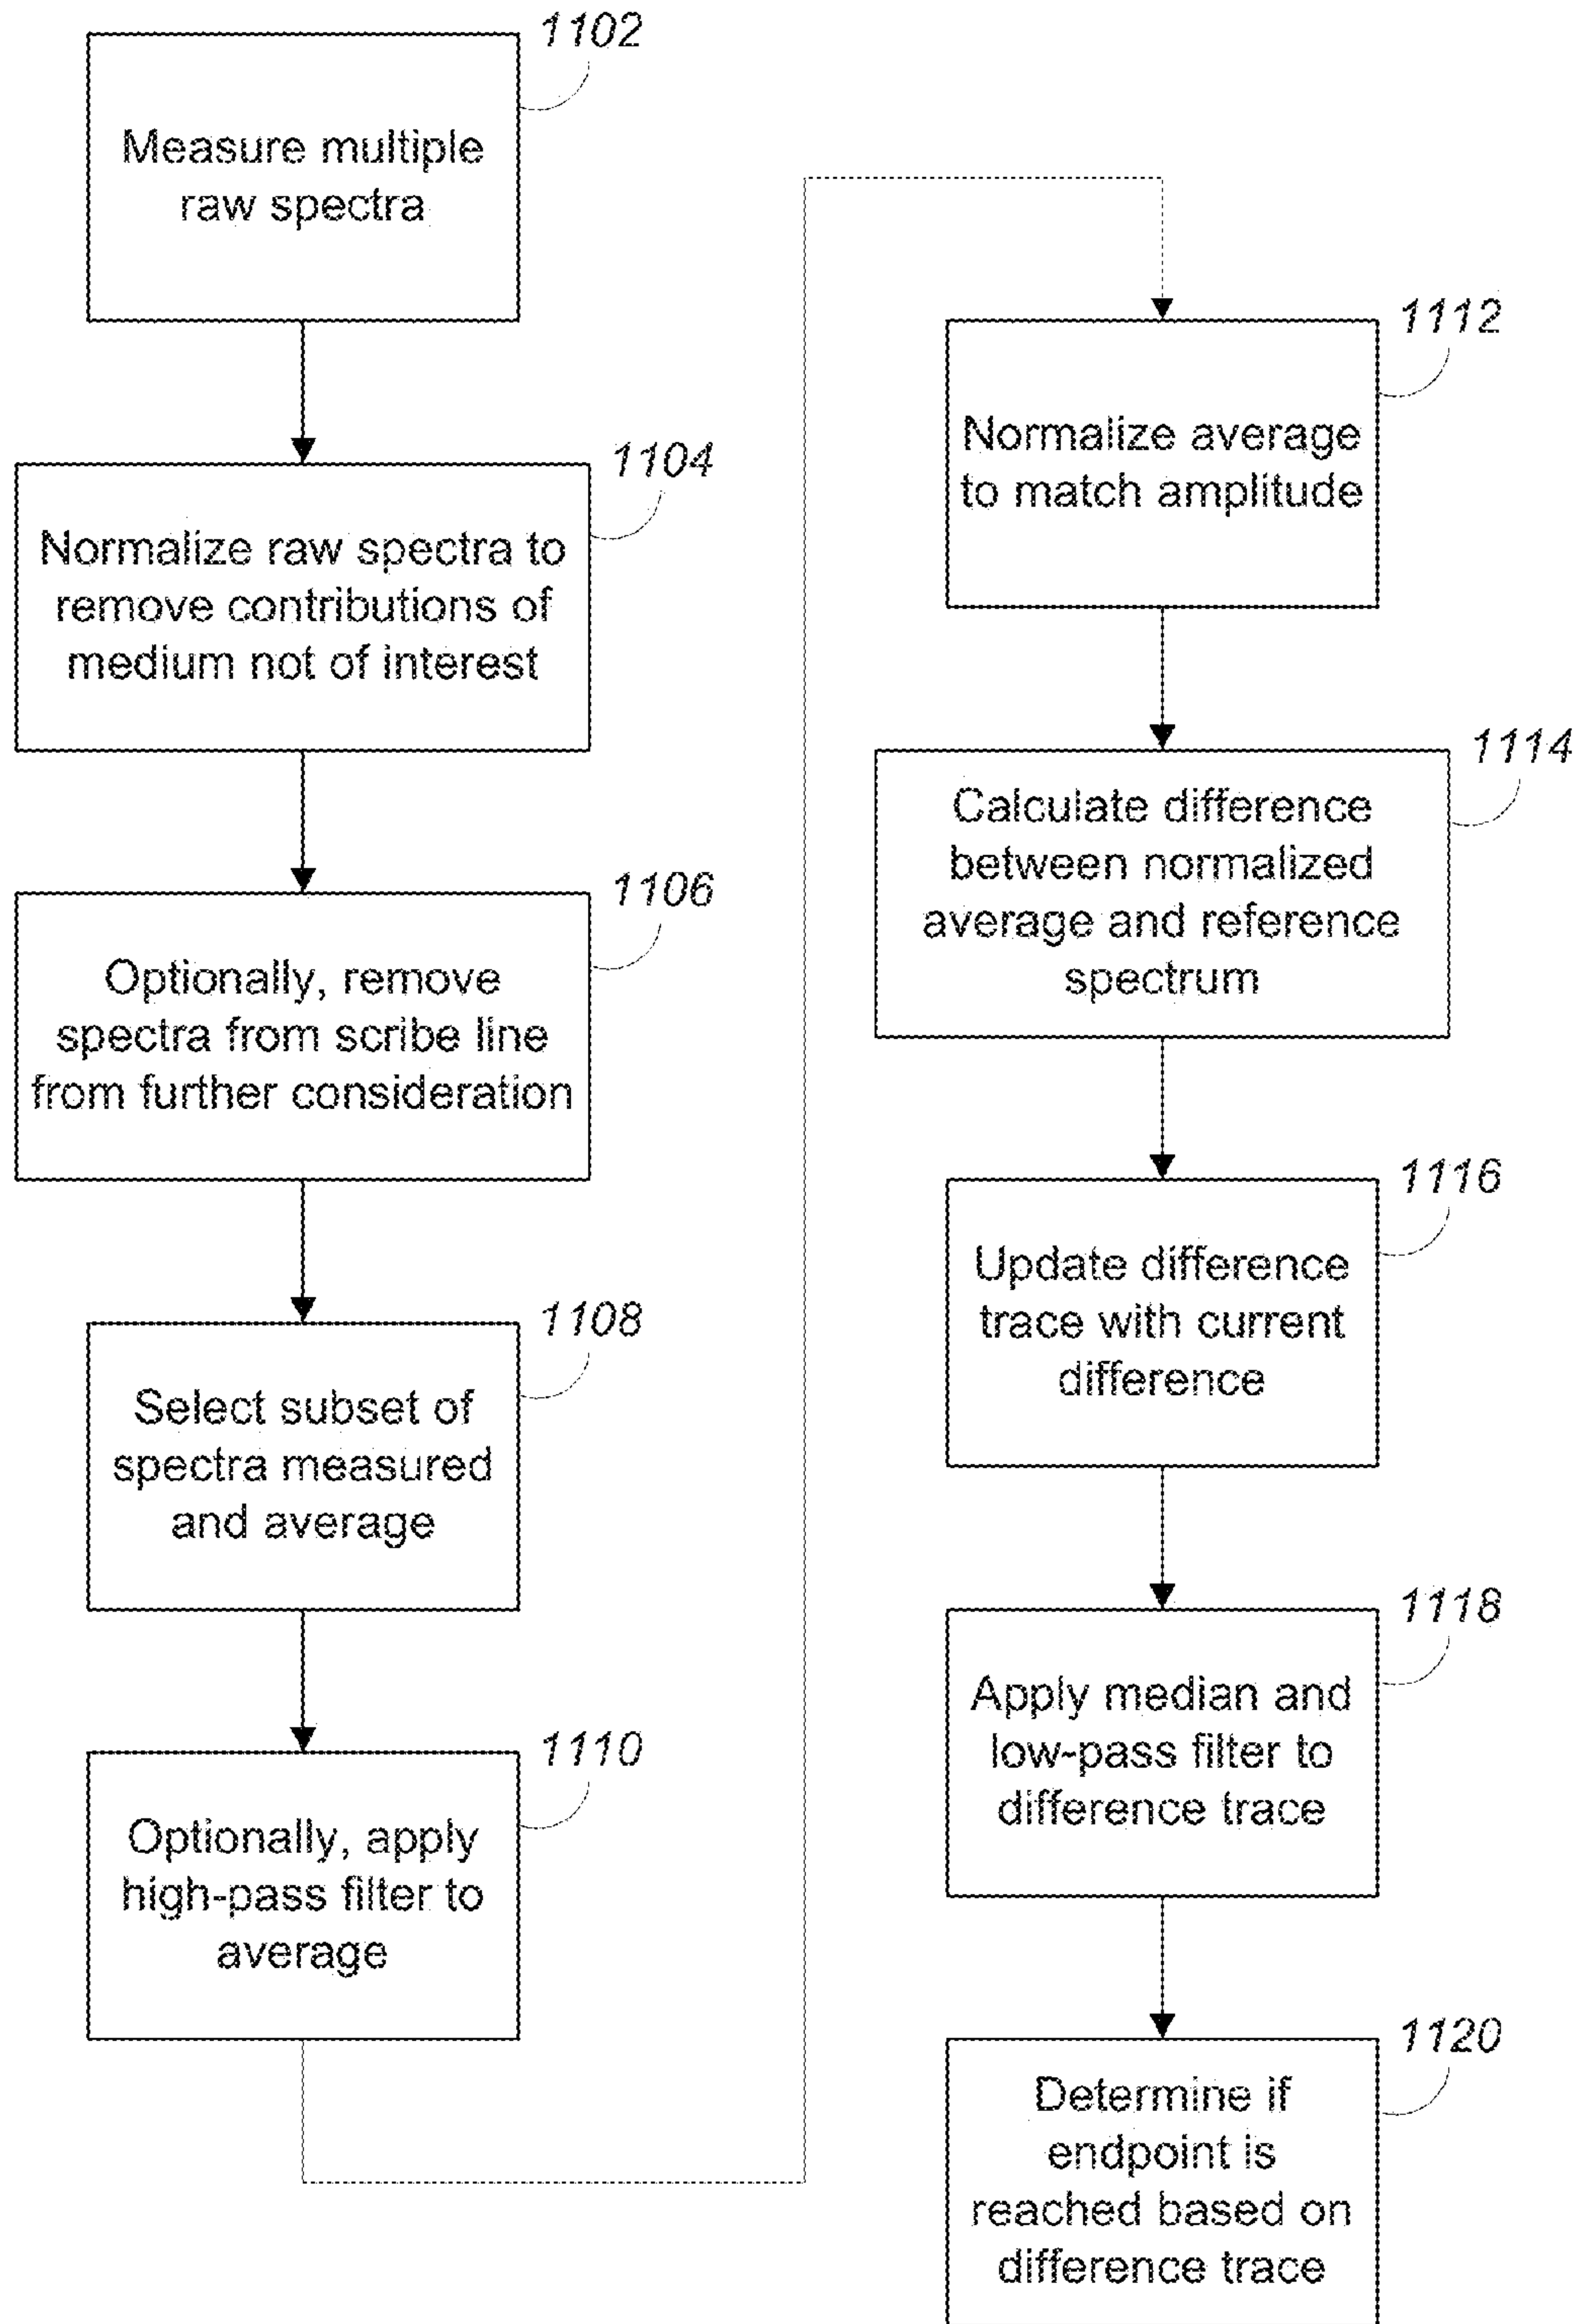 1102
Measure multiple
raw spectra
1104
Normalize raw spectra to
remove contributions of
medium not of interest
1106
Optionally, remove
spectra from scribe line
from further consideration
1108
Select subset of
spectra measured
and average
1110
Optionally, apply
high-pass filter to
average
1112
Normalize average
to match amplitude
1114
Calculate difference
between normalized
average and reference
spectrum
1116
Update difference
trace with current
difference
1118
Apply median and
low-pass filter to
difference trace
1120
Determine if
endpoint is
reached based on
difference trace